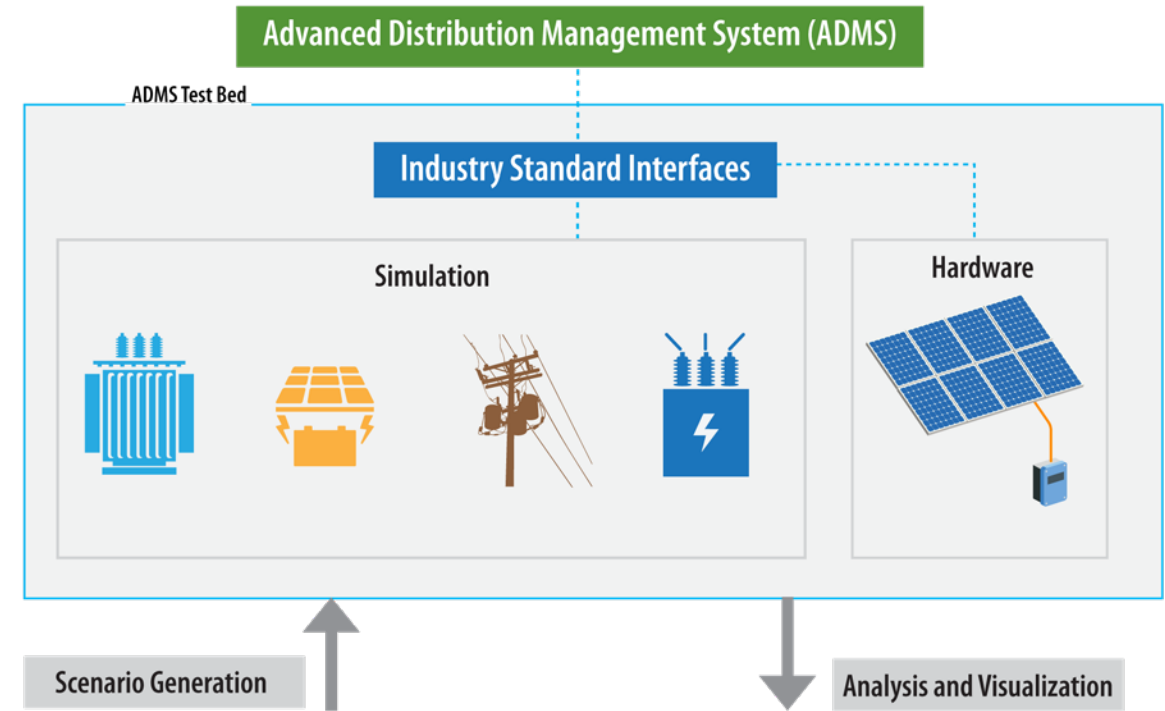 Advanced Distribution Management System (ADMS)
ADMS Test Bed
Industry Standard Interfaces
Simulation
Hardware
Scenario Generation
Analysis and Visualization